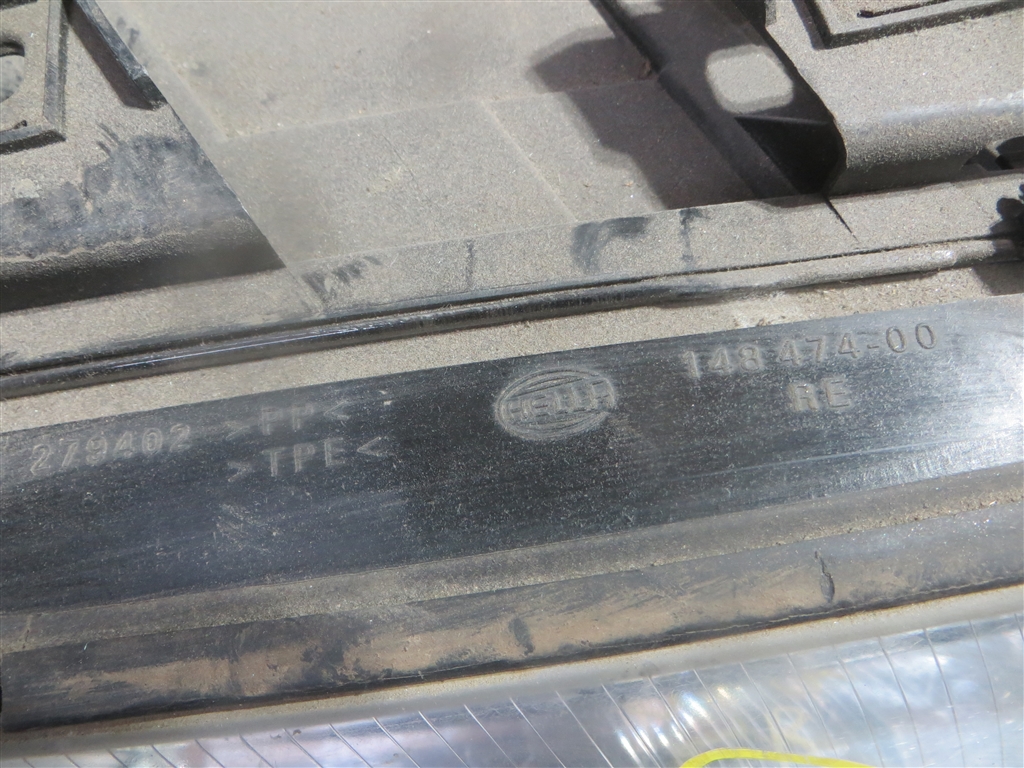 148 474-00
RE
HELLA
279402 >PP<
>TPE<